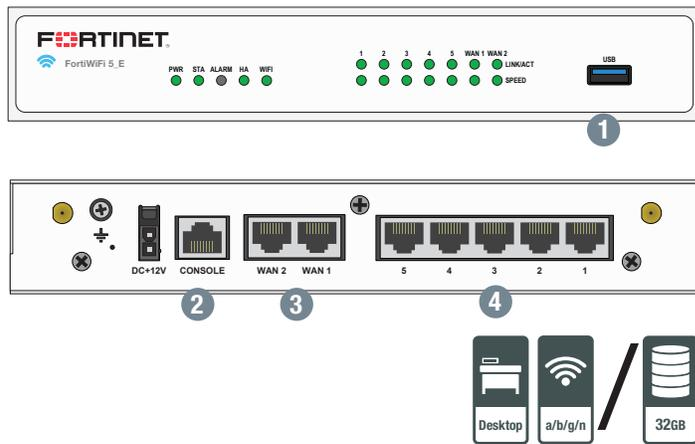 FORTINET
FortiWiFi 5_E
PWR STA ALARM HA WIFI
1 2 3 4 5 WAN 1 WAN 2
LINK/ACT
SPEED
USB
1
DC+12V CONSOLE WAN 2 WAN 1 5 4 3 2 1
2 3 4
Desktop a/b/g/n 32GB